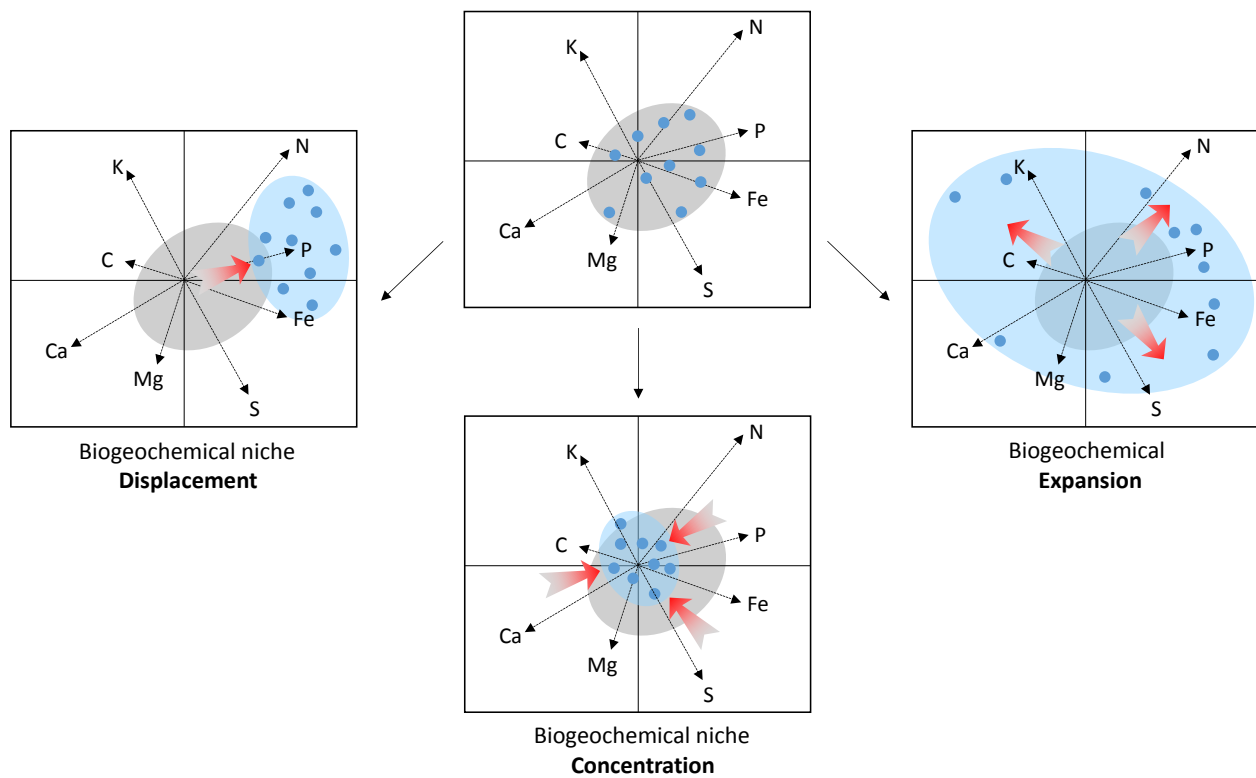 N
K
P
C
Fe
Ca
Mg
S
N
K
P
C
Fe
Ca
Mg
S
Biogeochemical niche
Displacement
N
K
P
C
Fe
Ca
Mg
S
Biogeochemical
Expansion
N
K
P
C
Fe
Ca
Mg
S
Biogeochemical niche
Concentration